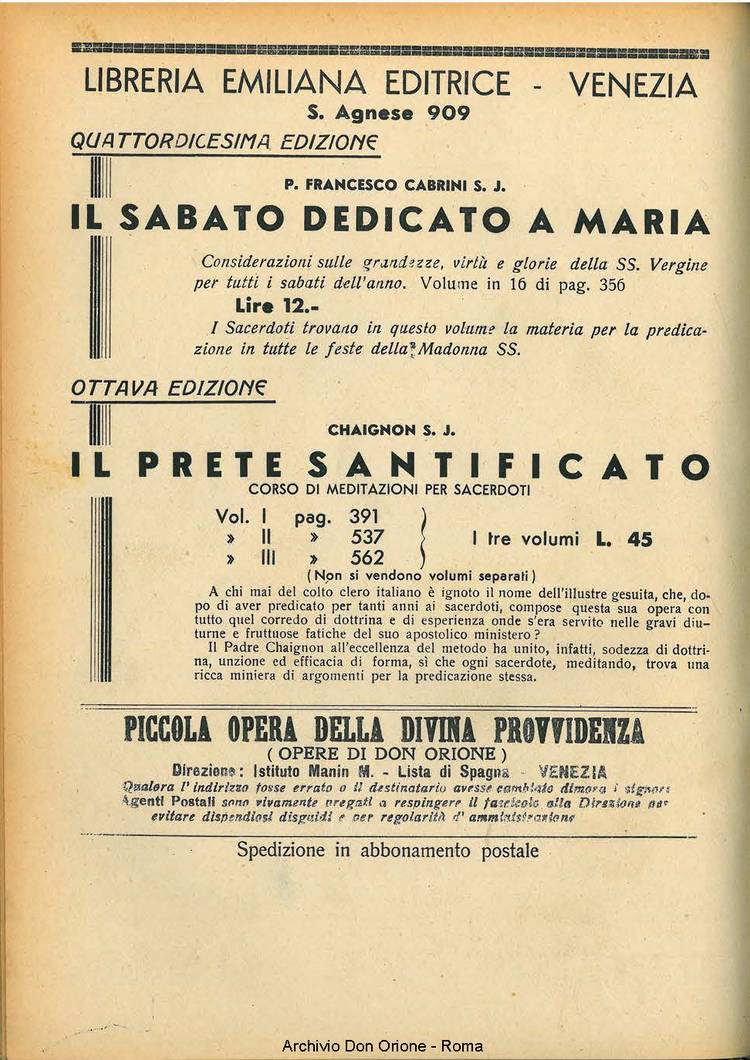 LIBRERIA EMILIANA EDITRICE - VENEZIA
S. Agnese 909
QUATTORDICESIMA EDIZIONE
P. FRANCESCO CABRINI S. J.
IL SABATO DEDICATO A MARIA
Considerazioni sulle grandezze, virtù e glorie della SS. Vergine
per tutti i sabati dell'anno. Volume in 16 di pag. 356
Lire 12.-
I Sacerdoti trovano in questo volume la materia per la predica-
zione in tutte le feste della Madonna SS.
OTTAVA EDIZIONE
CHAIGNON S. J.
IL PRETE SANTIFICATO
CORSO DI MEDITAZIONI PER SACERDOTI
Vol. I pag. 391
» II » 537 I tre volumi L. 45
» III » 562
(Non si vendono volumi separati)
A chi mai del colto clero italiano è ignoto il nome dell'illustre gesuita, che, do-
po di aver predicato per tanti anni ai sacerdoti, compose questa sua opera con
tutto quel corredo di dottrina e di esperienza onde s'era servito nelle gravi diu-
turne e fruttuose fatiche del suo apostolico ministero ?
Il Padre Chaignon all'eccellenza del metodo ha unito, infatti, sodezza di dottri-
na, unzione ed efficacia di forma, sì che ogni sacerdote, meditando, trova una
ricca miniera di argomenti per la predicazione stessa.
PICCOLA OPERA DELLA DIVINA PROVVIDENZA
( OPERE DI DON ORIONE )
Direzione : Istituto Manin M. - Lista di Spagna - VENEZIA
Qualora l'indirizzo fosse errato o il destinatario avesse cambiato dimora i signori
Agenti Postali sono vivamente pregati a respingere il fascicolo alla Direzione per
evitare dispendiosi disguidi e per regolarità d'amministrazione
Spedizione in abbonamento postale
Archivio Don Orione - Roma